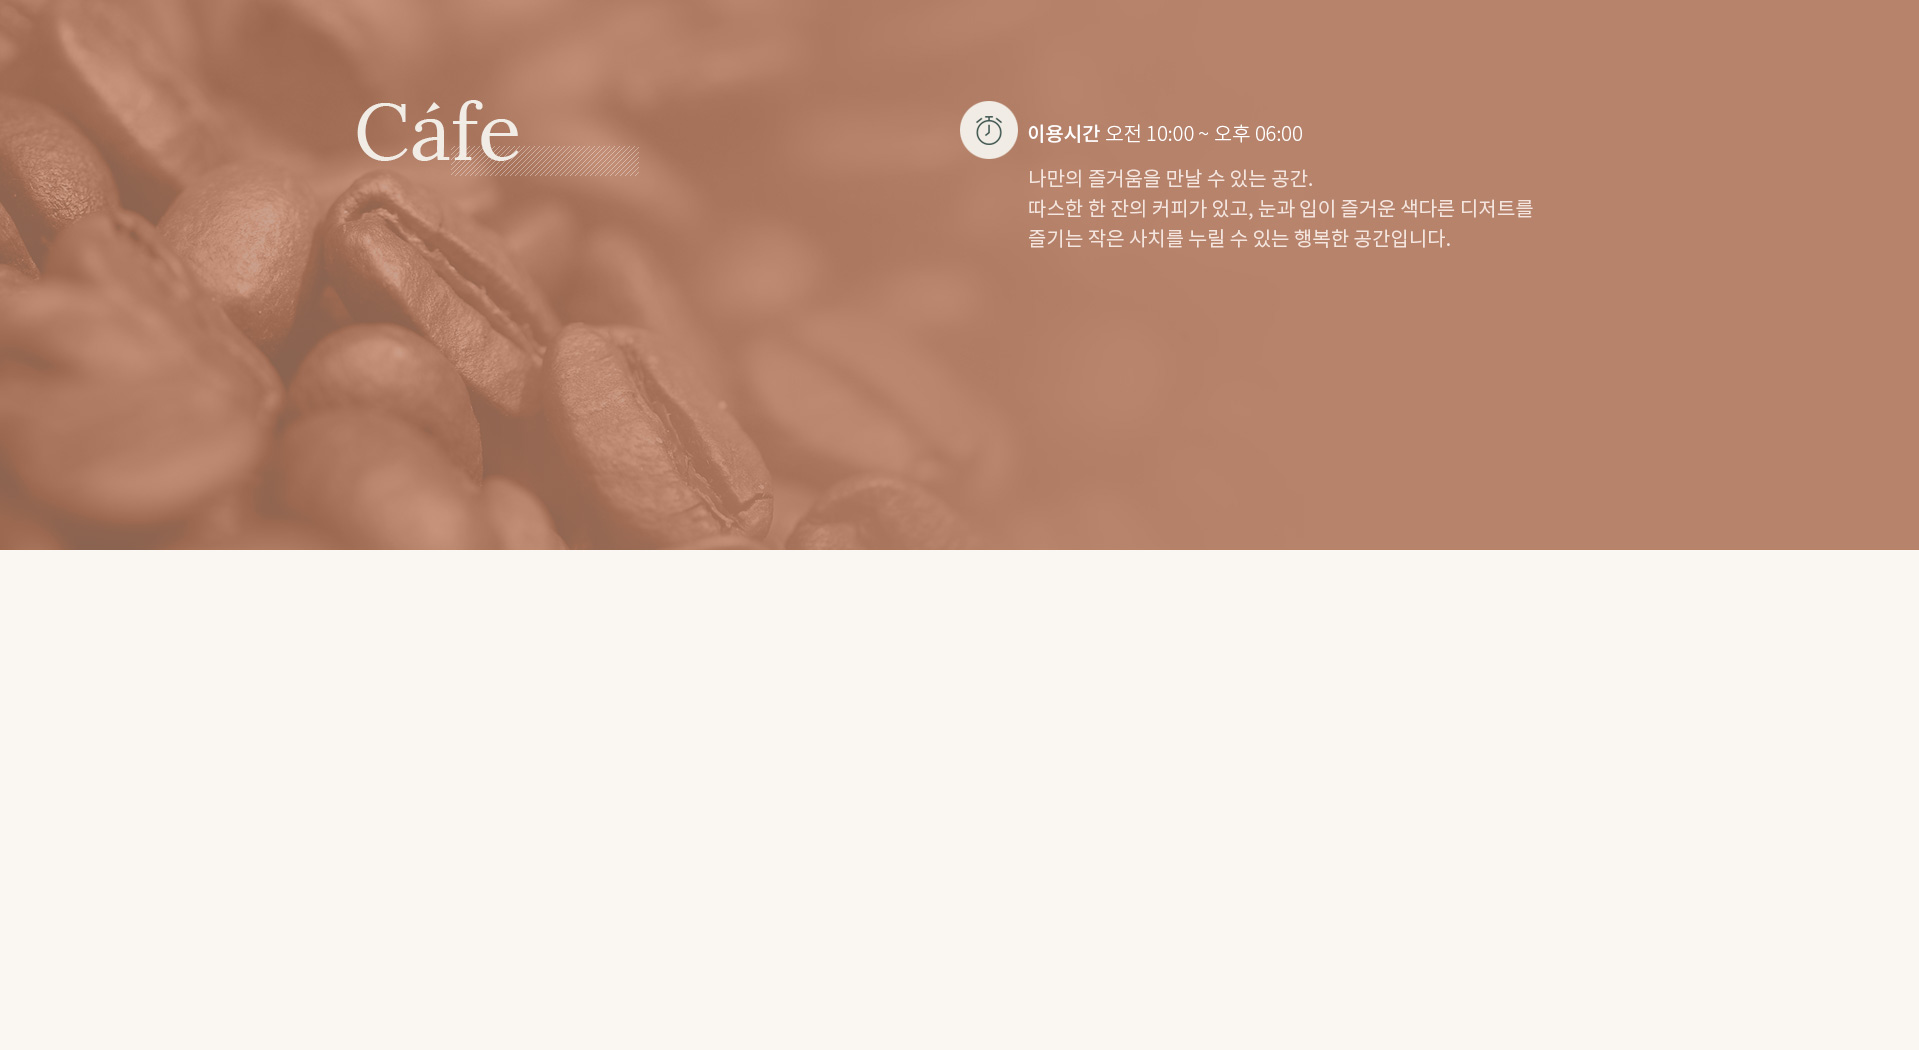 Cáfe
이용시간 오전 10:00 ~ 오후 06:00
나만의 즐거움을 만날 수 있는 공간.
따스한 한 잔의 커피가 있고, 눈과 입이 즐거운 색다른 디저트를
즐기는 작은 사치를 누릴 수 있는 행복한 공간입니다.